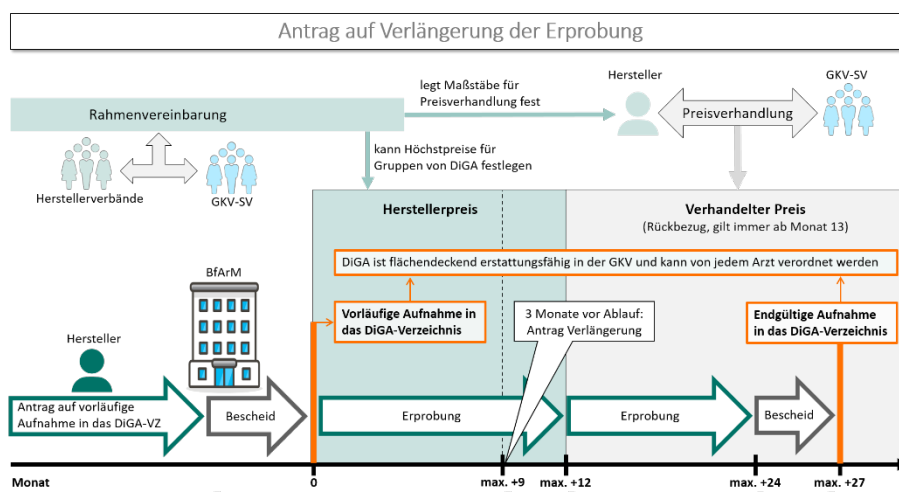 Antrag auf Verlängerung der Erprobung
legt Maßstäbe für
Preisverhandlung fest
Hersteller
GKV-SV
Rahmenvereinbarung
Preisverhandlung
kann Höchstpreise für
Gruppen von DiGA festlegen
Herstellerverbände
GKV-SV
Herstellerpreis
Verhandelter Preis
(Rückbezug, gilt immer ab Monat 13)
DiGA ist flächendeckend erstattungsfähig in der GKV und kann von jedem Arzt verordnet werden
BfArM
Vorläufige Aufnahme in
das DiGA-Verzeichnis
3 Monate vor Ablauf:
Antrag Verlängerung
Endgültige Aufnahme
in das DiGA-Verzeichnis
Hersteller
Antrag auf vorläufige
Aufnahme in das DiGA-VZ
Bescheid
Erprobung
Erprobung
Bescheid
Monat
0
max. +9
max. +12
max. +24
max. +27